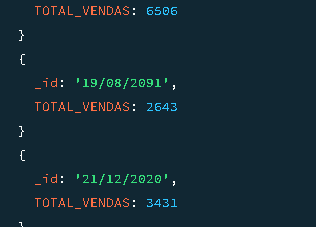 TOTAL_VENDAS: 6506
}
{
_id: '19/08/2091',
TOTAL_VENDAS: 2643
}
{
_id: '21/12/2020',
TOTAL_VENDAS: 3431
}